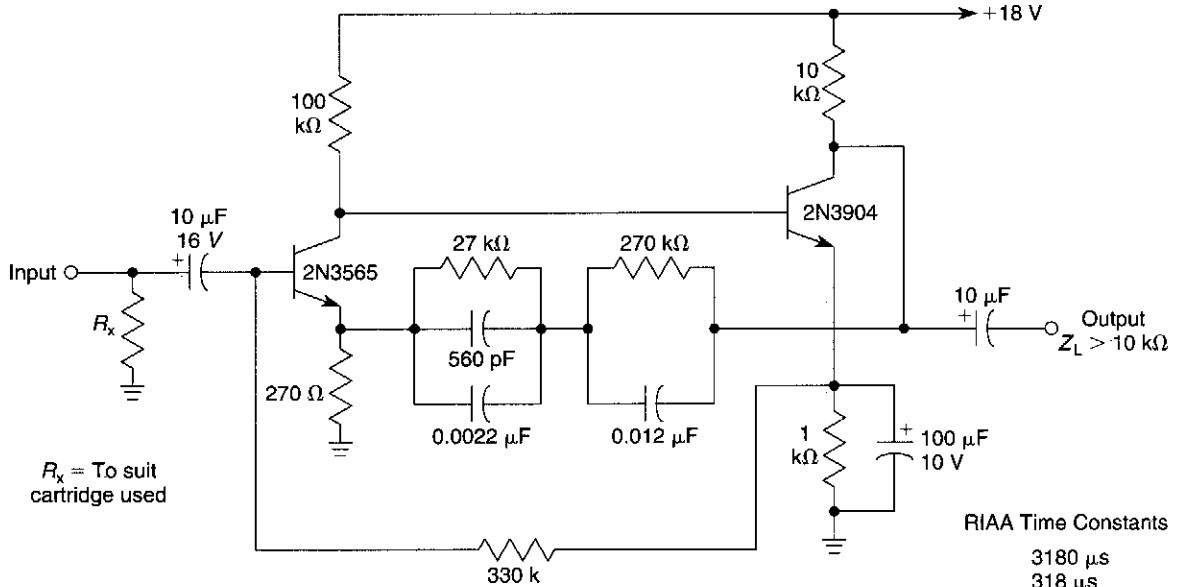 +18 V
10
kΩ
100
kΩ
2N3904
10 μF
16 V
27 kΩ
270 kΩ
Input
2N3565
10 μF
+
+
Output
Z_L > 10 kΩ
R_x
560 pF
270 Ω
0.0022 μF
0.012 μF
1
kΩ
+
100 μF
10 V
R_x = To suit
cartridge used
RIAA Time Constants
3180 μs
318 μs
330 k